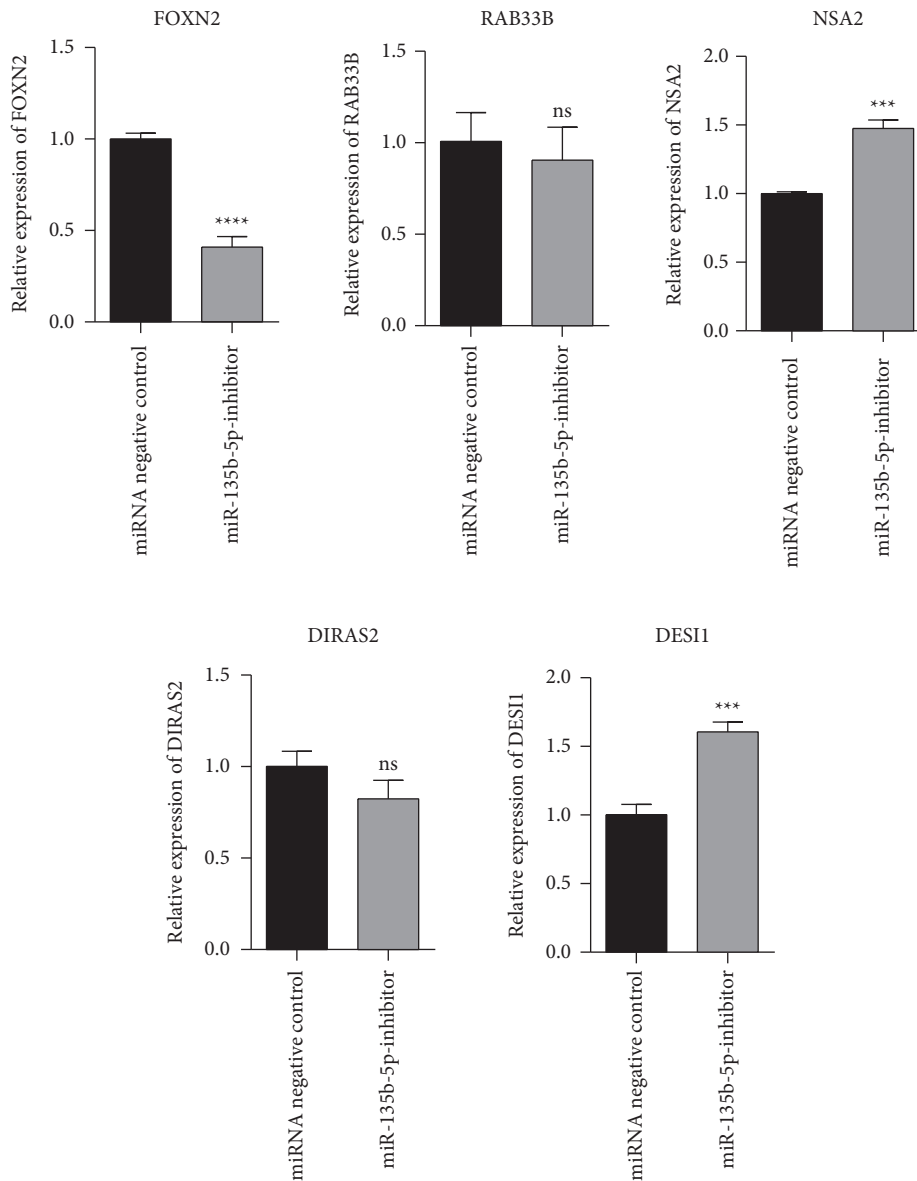 FOXN2
Relative expression of FOXN2
1.5
1.0
0.5
0.0
****
miRNA negative control
miR-135b-5p-inhibitor
RAB33B
Relative expression of RAB33B
1.5
1.0
0.5
0.0
ns
miRNA negative control
miR-135b-5p-inhibitor
NSA2
Relative expression of NSA2
2.0
1.5
1.0
0.5
0.0
***
miRNA negative control
miR-135b-5p-inhibitor
DIRAS2
Relative expression of DIRAS2
1.5
1.0
0.5
0.0
ns
miRNA negative control
miR-135b-5p-inhibitor
DESI1
Relative expression of DESI1
2.0
1.5
1.0
0.5
0.0
***
miRNA negative control
miR-135b-5p-inhibitor